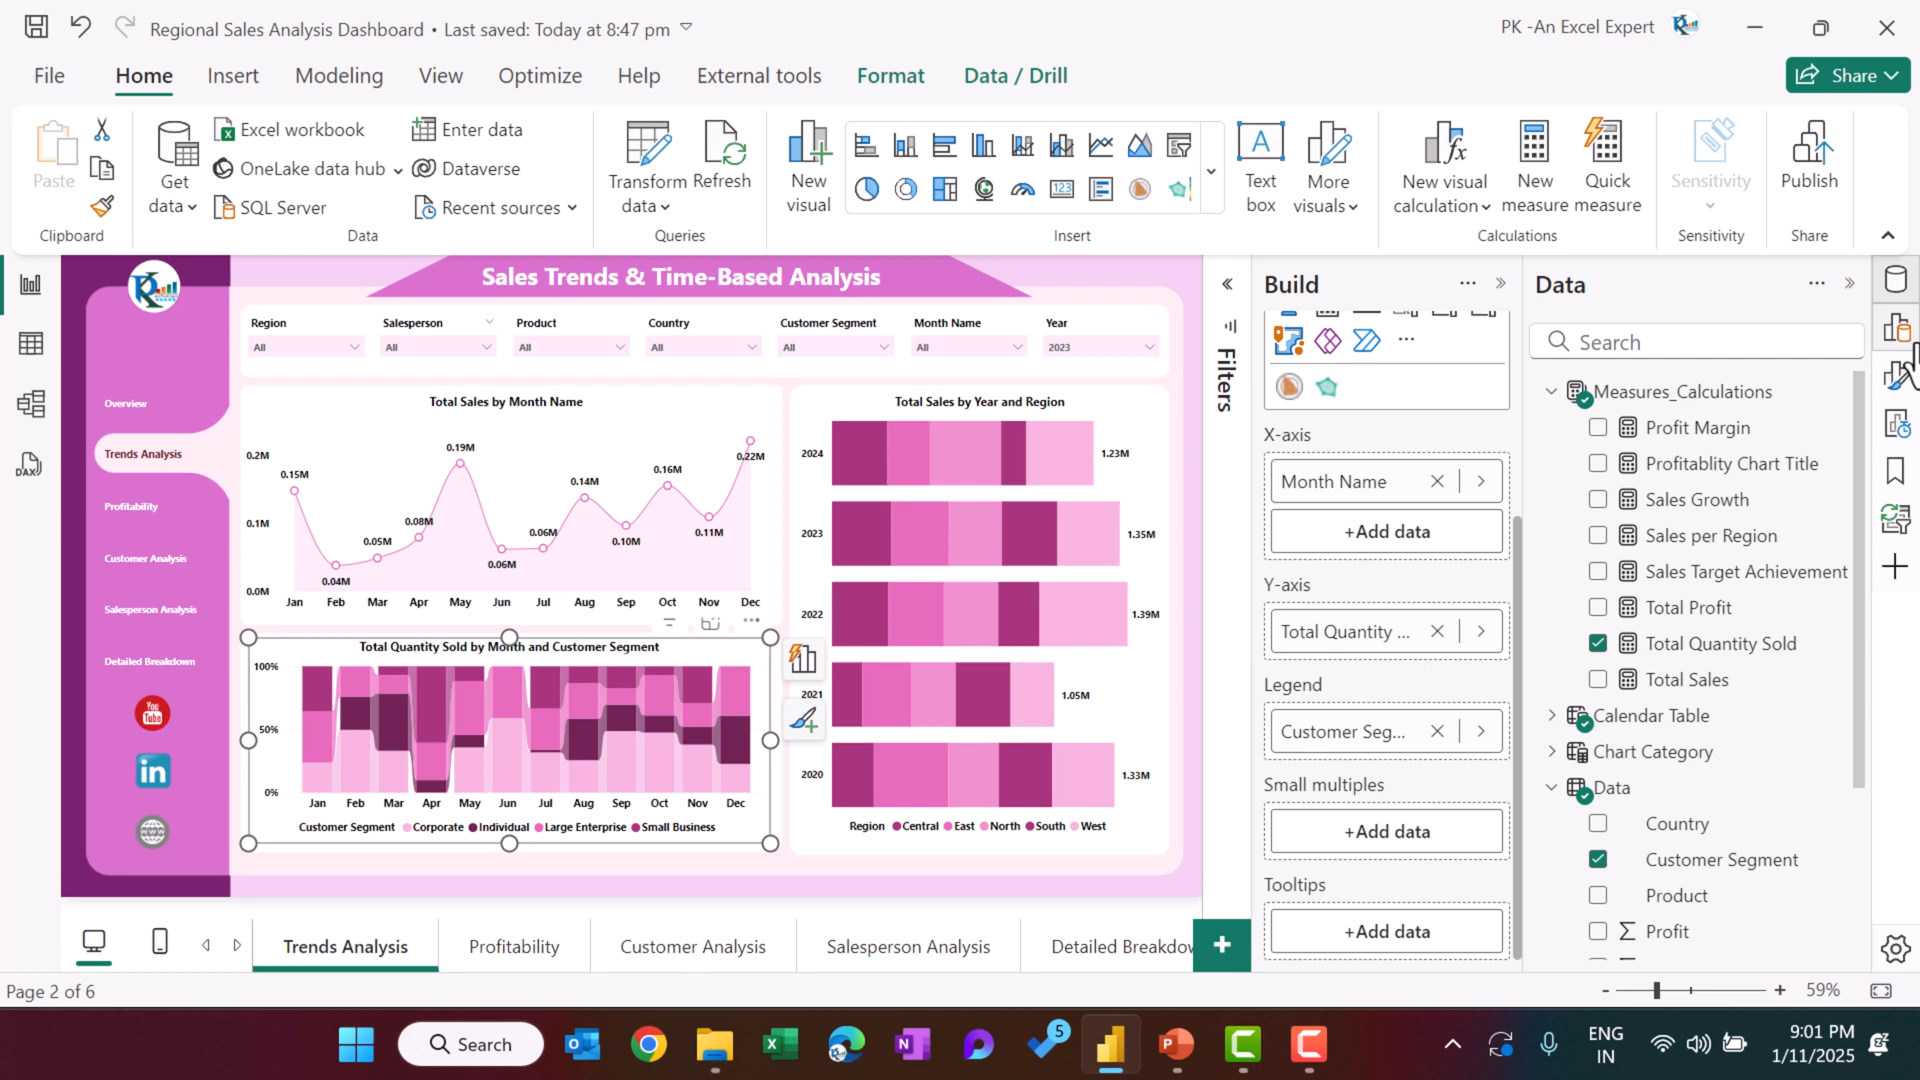 Regional Sales Analysis Dashboard • Last saved: Today at 8:47 pm
PK -An Excel Expert
File Home Insert Modeling View Optimize Help External tools Format Data / Drill
Share
Paste
Clipboard
Get data
Excel workbook
OneLake data hub
SQL Server
Enter data
Dataverse
Recent sources
Data
Transform data
Refresh
Queries
New visual
Text box
More visuals
Insert
New visual calculation
New measure
Quick measure
Calculations
Sensitivity
Sensitivity
Publish
Share
Sales Trends & Time-Based Analysis
Overview
Trends Analysis
Profitability
Customer Analysis
Salesperson Analysis
Detailed Breakdown
You Tube
in
www
Region Salesperson Product Country Customer Segment Month Name Year
All All All All All All 2023
Total Sales by Month Name
0.2M
0.1M
0.0M
0.15M 0.04M 0.05M 0.08M 0.19M 0.06M 0.06M 0.14M 0.10M 0.16M 0.11M 0.22M
Jan Feb Mar Apr May Jun Jul Aug Sep Oct Nov Dec
Total Quantity Sold by Month and Customer Segment
100%
50%
0%
Jan Feb Mar Apr May Jun Jul Aug Sep Oct Nov Dec
Customer Segment Corporate Individual Large Enterprise Small Business
Total Sales by Year and Region
2024 1.23M
2023 1.35M
2022 1.39M
2021 1.05M
2020 1.33M
Region Central East North South West
Filters
Build
X-axis
Month Name
+Add data
Y-axis
Total Quantity ...
Legend
Customer Seg...
Small multiples
+Add data
Tooltips
+Add data
Data
Search
Measures_Calculations
Profit Margin
Profitablity Chart Title
Sales Growth
Sales per Region
Sales Target Achievement
Total Profit
Total Quantity Sold
Total Sales
Calendar Table
Chart Category
Data
Country
Customer Segment
Product
Profit
DAX
Trends Analysis Profitability Customer Analysis Salesperson Analysis Detailed Breakdov
Page 2 of 6
59%
Search
5
ENG
IN
9:01 PM
1/11/2025